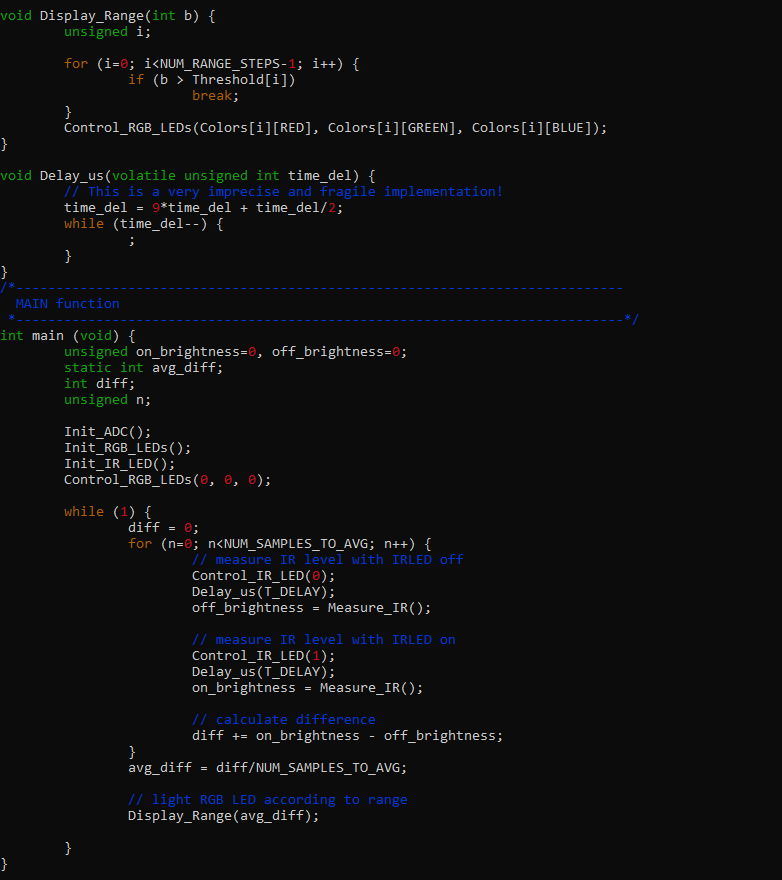 void Display_Range(int b) {
        unsigned i;

        for (i=0; i<NUM_RANGE_STEPS-1; i++) {
                if (b > Threshold[i])
                        break;
        }
        Control_RGB_LEDs(Colors[i][RED], Colors[i][GREEN], Colors[i][BLUE]);
}

void Delay_us(volatile unsigned int time_del) {
        // This is a very imprecise and fragile implementation!
        time_del = 9*time_del + time_del/2;
        while (time_del--) {
                ;
        }
}
/*----------------------------------------------------------------------------
  MAIN function
 *----------------------------------------------------------------------------*/
int main (void) {
        unsigned on_brightness=0, off_brightness=0;
        static int avg_diff;
        int diff;
        unsigned n;

        Init_ADC();
        Init_RGB_LEDs();
        Init_IR_LED();
        Control_RGB_LEDs(0, 0, 0);

        while (1) {
                diff = 0;
                for (n=0; n<NUM_SAMPLES_TO_AVG; n++) {
                        // measure IR level with IRLED off
                        Control_IR_LED(0);
                        Delay_us(T_DELAY);
                        off_brightness = Measure_IR();

                        // measure IR level with IRLED on
                        Control_IR_LED(1);
                        Delay_us(T_DELAY);
                        on_brightness = Measure_IR();

                        // calculate difference
                        diff += on_brightness - off_brightness;
                }
                avg_diff = diff/NUM_SAMPLES_TO_AVG;

                // light RGB LED according to range
                Display_Range(avg_diff);

        }
}